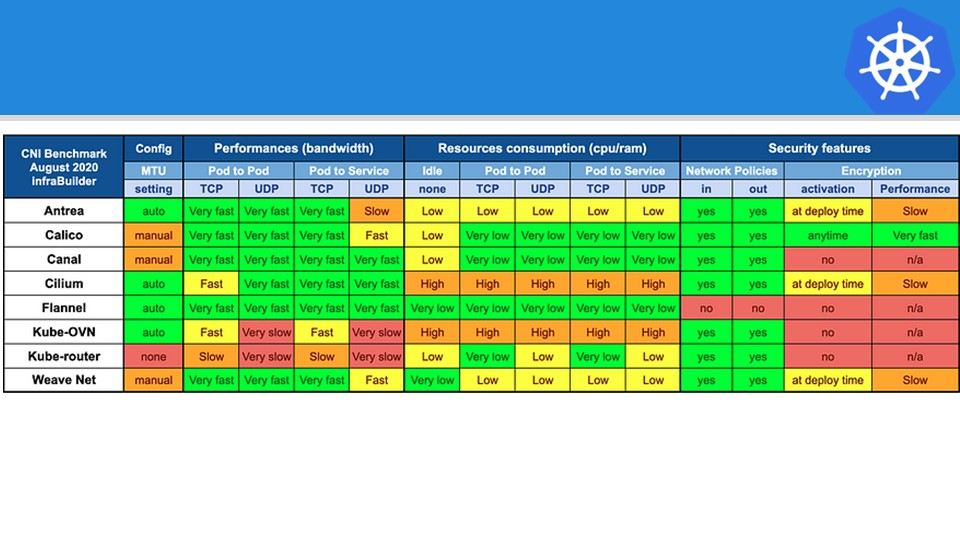 CNI Benchmark
August 2020
infraBuilder
Config Performances (bandwidth) Resources consumption (cpu/ram) Security features
MTU Pod to Pod Pod to Service Idle Pod to Pod Pod to Service Network Policies Encryption
setting TCP UDP TCP UDP none TCP UDP TCP UDP in out activation Performance
Antrea auto Very fast Very fast Very fast Slow Low Low Low Low Low yes yes at deploy time Slow
Calico manual Very fast Very fast Very fast Fast Low Very low Very low Very low Very low yes yes anytime Very fast
Canal manual Very fast Very fast Very fast Very fast Low Very low Very low Very low Very low yes yes no n/a
Cilium auto Fast Very fast Very fast Very fast High High High High High yes yes at deploy time Slow
Flannel auto Very fast Very fast Very fast Very fast Very low Very low Very low Very low Very low no no no n/a
Kube-OVN auto Fast Very slow Fast Very slow High High High High High yes yes no n/a
Kube-router none Slow Very slow Slow Very slow Low Very low Low Very low Low yes yes no n/a
Weave Net manual Very fast Very fast Very fast Fast Very low Low Low Low Low yes yes at deploy time Slow